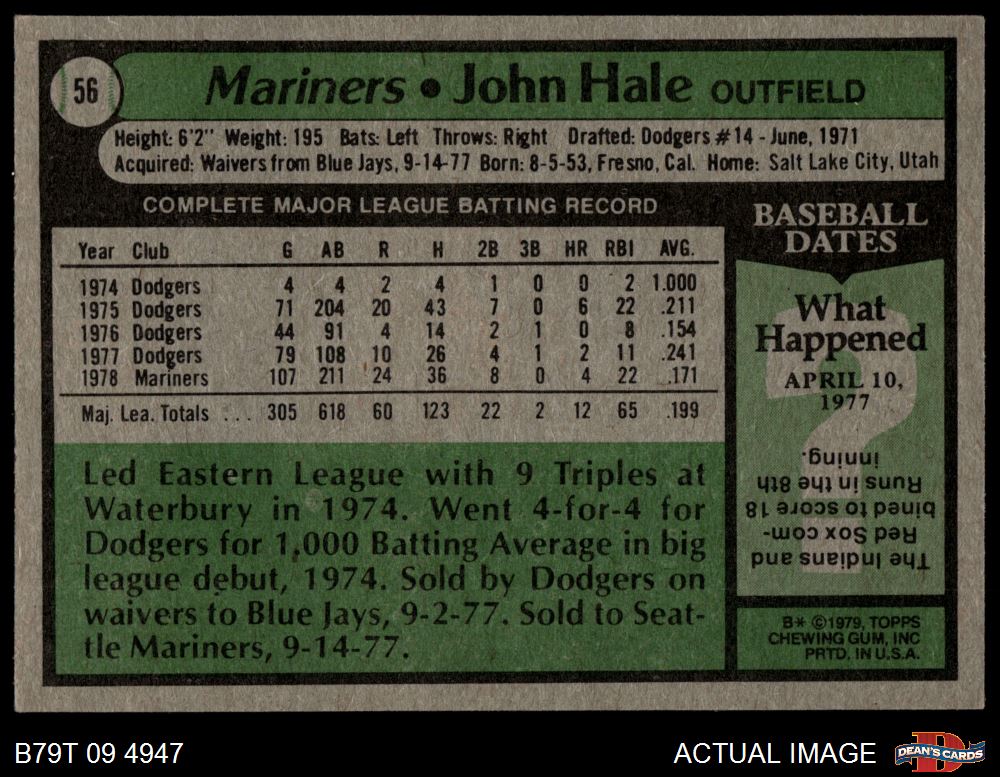 56
Mariners • John Hale OUTFIELD
Height: 6'2" Weight: 195 Bats: Left Throws: Right Drafted: Dodgers #14 - June, 1971
Acquired: Waivers from Blue Jays, 9-14-77 Born: 8-5-53, Fresno, Cal. Home: Salt Lake City, Utah
COMPLETE MAJOR LEAGUE BATTING RECORD
Year Club G AB R H 2B 3B HR RBI AVG.
1974 Dodgers 4 4 2 4 1 0 0 2 1.000
1975 Dodgers 71 204 20 43 7 0 6 22 .211
1976 Dodgers 44 91 4 14 2 1 0 8 .154
1977 Dodgers 79 108 10 26 4 1 2 11 .241
1978 Mariners 107 211 24 36 8 0 4 22 .171
Maj. Lea. Totals ... 305 618 60 123 22 2 12 65 .199
Led Eastern League with 9 Triples at
Waterbury in 1974. Went 4-for-4 for
Dodgers for 1,000 Batting Average in big
league debut, 1974. Sold by Dodgers on
waivers to Blue Jays, 9-2-77. Sold to Seat-
tle Mariners, 9-14-77.
BASEBALL
DATES
What
Happened
APRIL 10,
1977
The Indians and
Red Sox com-
bined to score 18
Runs in the 8th
inning.
B* ©1979, TOPPS
CHEWING GUM, INC
PRTD. IN U.S.A.
B79T 09 4947
ACTUAL IMAGE
DEAN'S CARDS